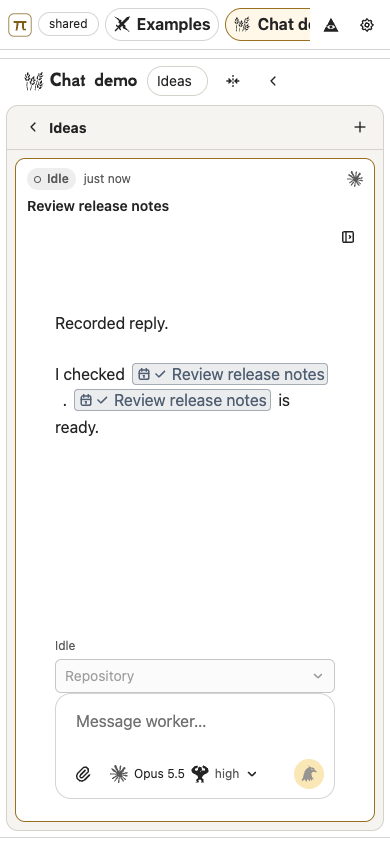 π shared Examples Chat de
Chat demo Ideas
Ideas
Idle just now
Review release notes
Recorded reply.
I checked Review release notes
. Review release notes is
ready.
Idle
Repository
Message worker...
Opus 5.5 high